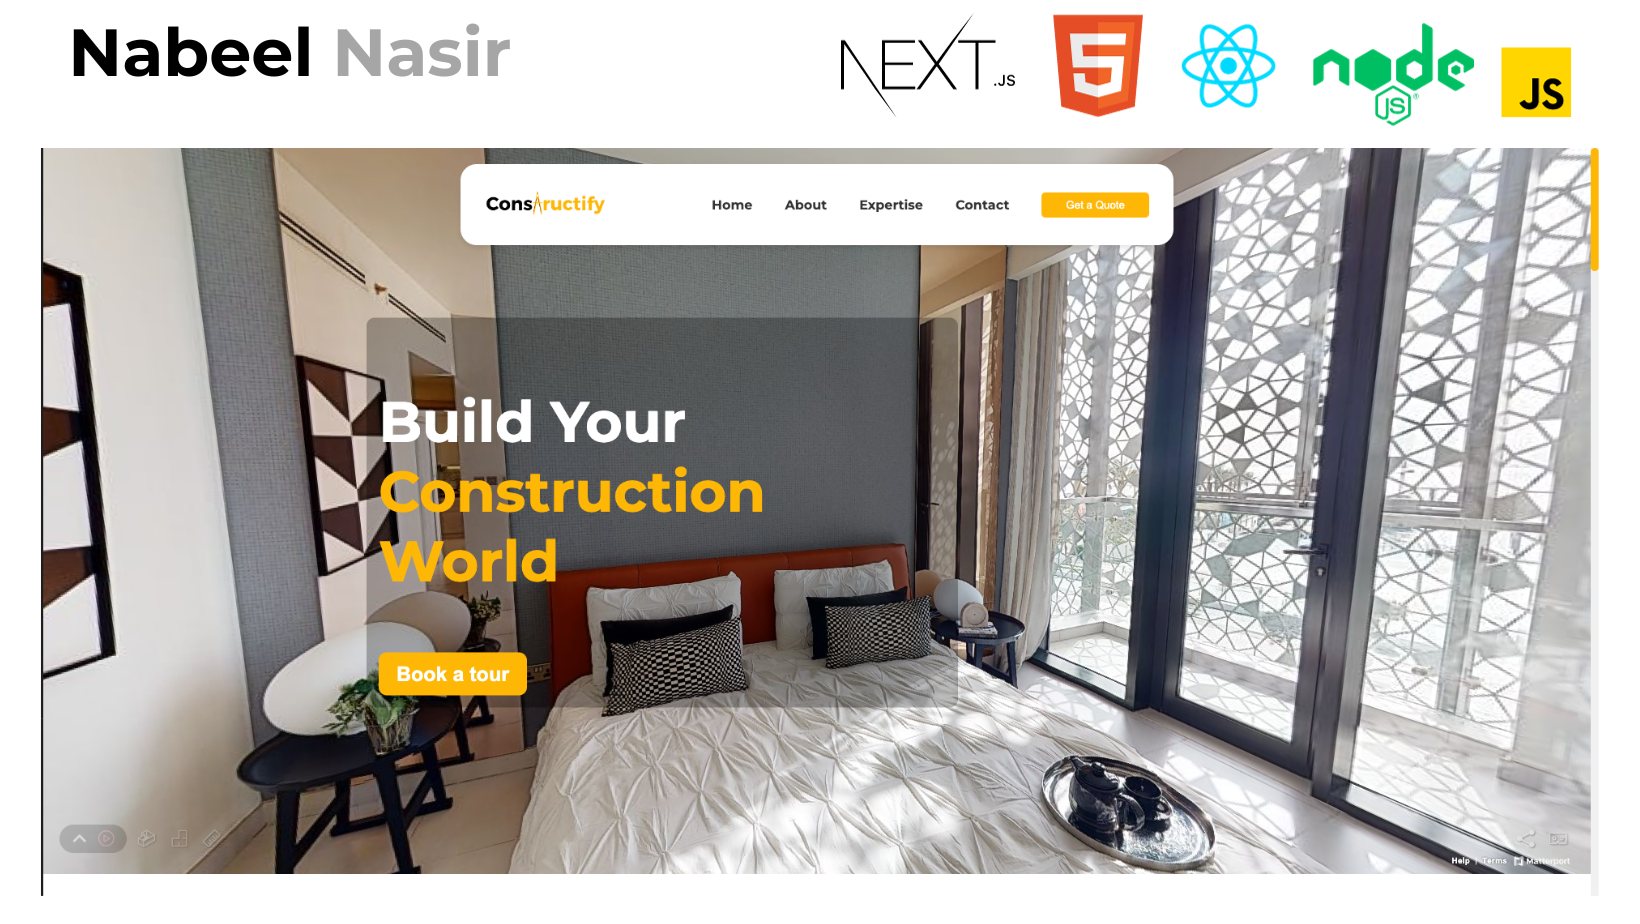 Nabeel Nasir
NEXT.JS
5
node
JS
JS
Constructify
Home About Expertise Contact Get a Quote
Build Your
Construction
World
Book a tour
Help | Terms Matterport